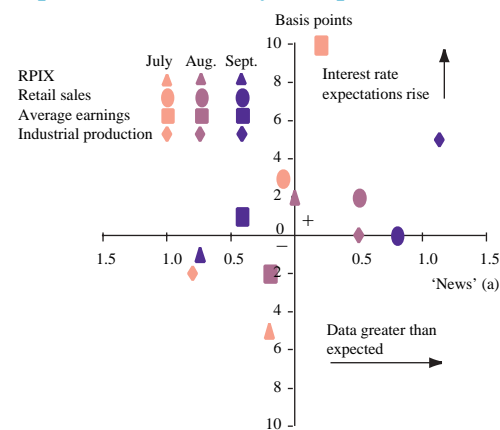 Basis points
July Aug. Sept.
RPIX
Retail sales
Average earnings
Industrial production
Interest rate
expectations rise
10
8
6
4
2
0
+
–
1.5 1.0 0.5 0.5 1.0 1.5
2
4
6
8
10
'News' (a)
Data greater than
expected